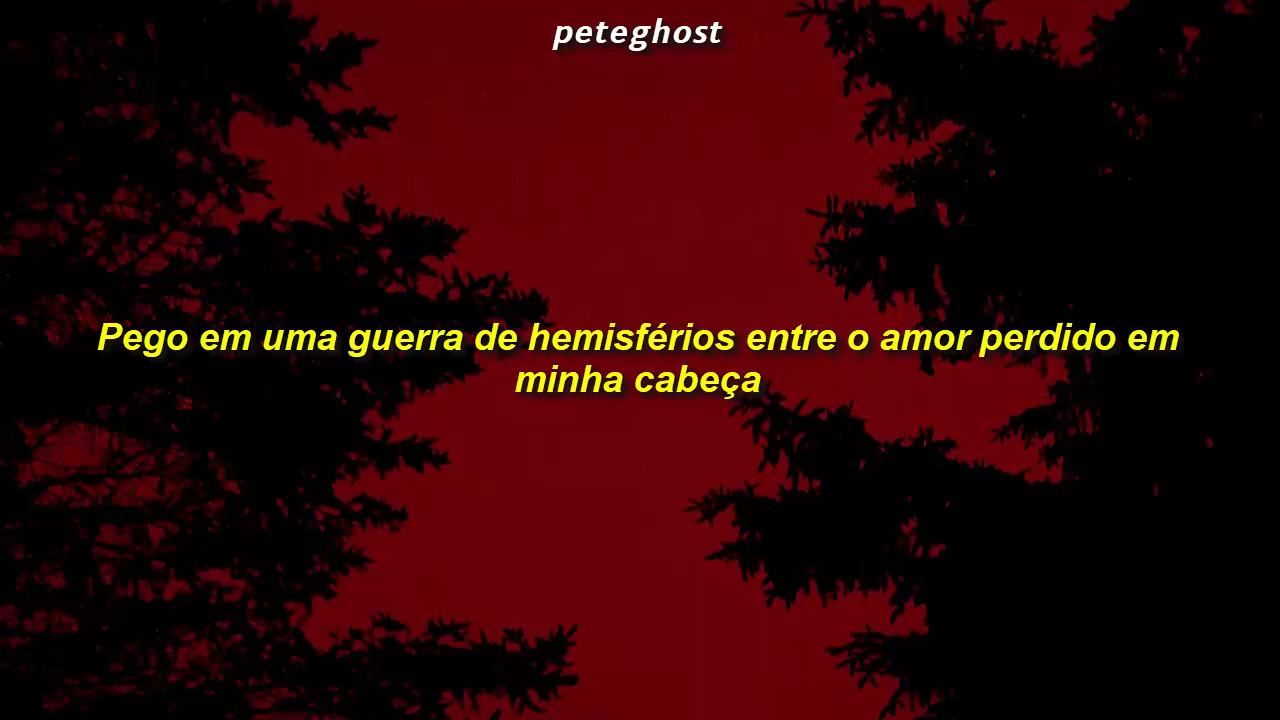 peteghost
Pego em uma guerra de hemisférios entre o amor perdido em
minha cabeça